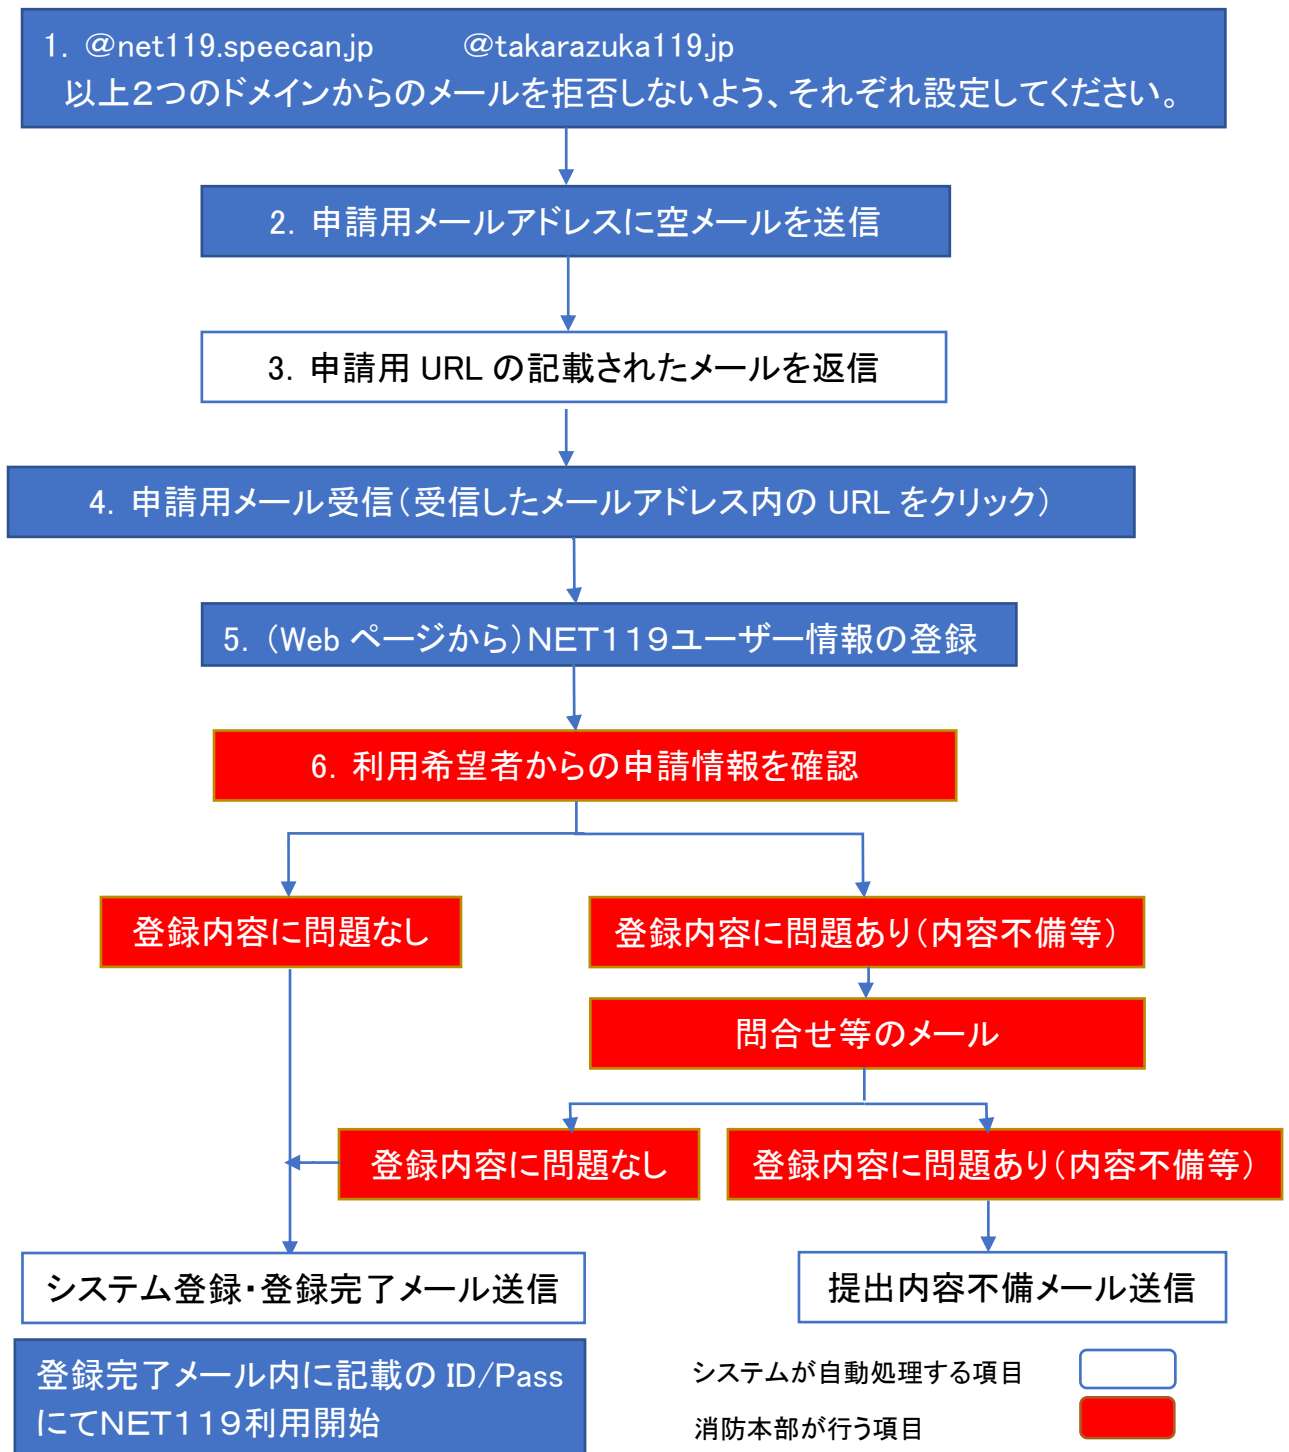 1. @net119.speecan.jp　　@takarazuka119.jp
以上2つのドメインからのメールを拒否しないよう、それぞれ設定してください。
2. 申請用メールアドレスに空メールを送信
3. 申請用 URL の記載されたメールを返信
4. 申請用メール受信（受信したメールアドレス内の URL をクリック）
5.（Web ページから）ＮＥＴ１１９ユーザー情報の登録
6. 利用希望者からの申請情報を確認
登録内容に問題なし
登録内容に問題あり（内容不備等）
問合せ等のメール
登録内容に問題なし
登録内容に問題あり（内容不備等）
システム登録・登録完了メール送信
提出内容不備メール送信
登録完了メール内に記載の ID/Pass
にてＮＥＴ１１９利用開始
システムが自動処理する項目
消防本部が行う項目